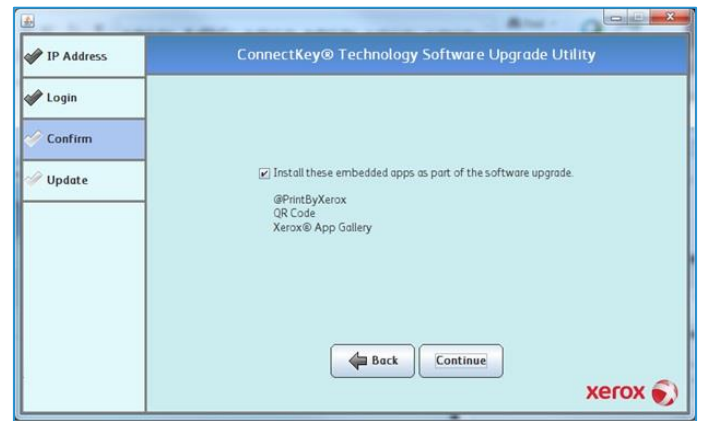 ConnectKey® Technology Software Upgrade Utility
IP Address
Login
Confirm
Update
Install these embedded apps as part of the software upgrade.
@PrintByXerox
QR Code
Xerox® App Gallery
Back
Continue
xerox